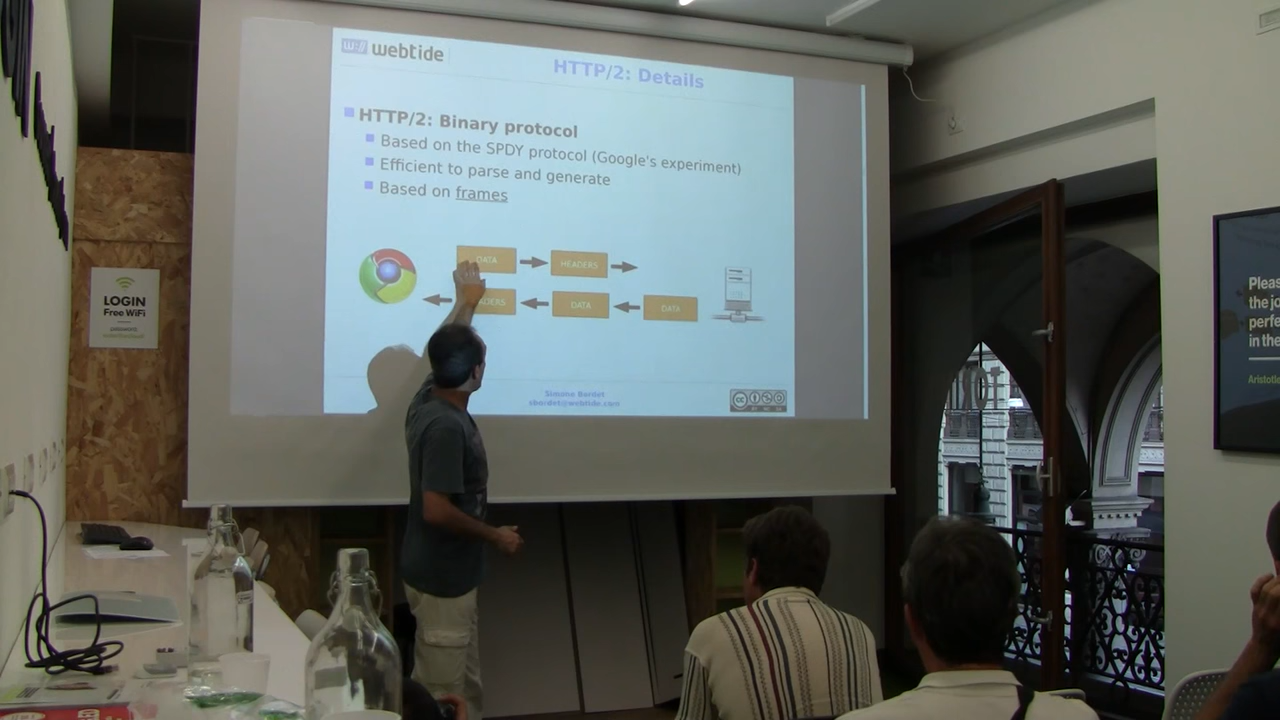 webtide
HTTP/2: Details
HTTP/2: Binary protocol
Based on the SPDY protocol (Google's experiment)
Efficient to parse and generate
Based on frames
DATA
HEADERS
DATA
DATA
Simone Bordet
sbordet@webtide.com
LOGIN
Free WiFi
password:
Pleas
the jo
perfe
in the
Aristotle